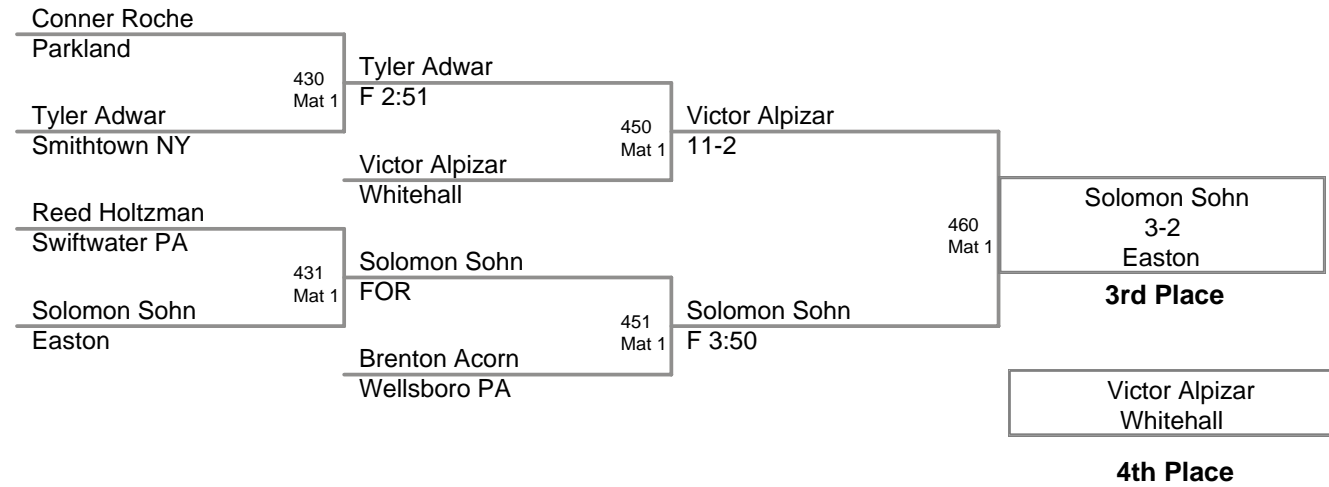 Conner Roche
Parkland
430
Mat 1
Tyler Adwar
F 2:51
Tyler Adwar
Smithtown NY
450
Mat 1
Victor Alpizar
11-2
Victor Alpizar
Whitehall
Reed Holtzman
Swiftwater PA
431
Mat 1
Solomon Sohn
FOR
Solomon Sohn
Easton
451
Mat 1
Solomon Sohn
F 3:50
Brenton Acorn
Wellsboro PA
460
Mat 1
Solomon Sohn
3-2
Easton
3rd Place
Victor Alpizar
Whitehall
4th Place